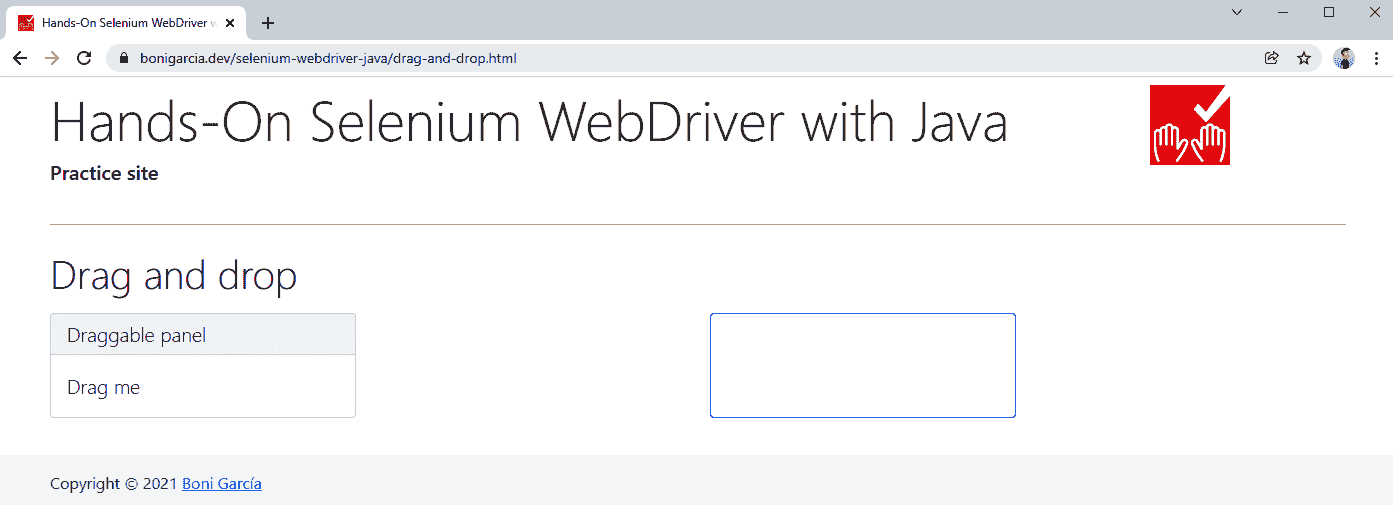 Hands-On Selenium WebDriver w
bonigarcia.dev/selenium-webdriver-java/drag-and-drop.html
Hands-On Selenium WebDriver with Java
Practice site
Drag and drop
Draggable panel
Drag me
Copyright © 2021 Boni García